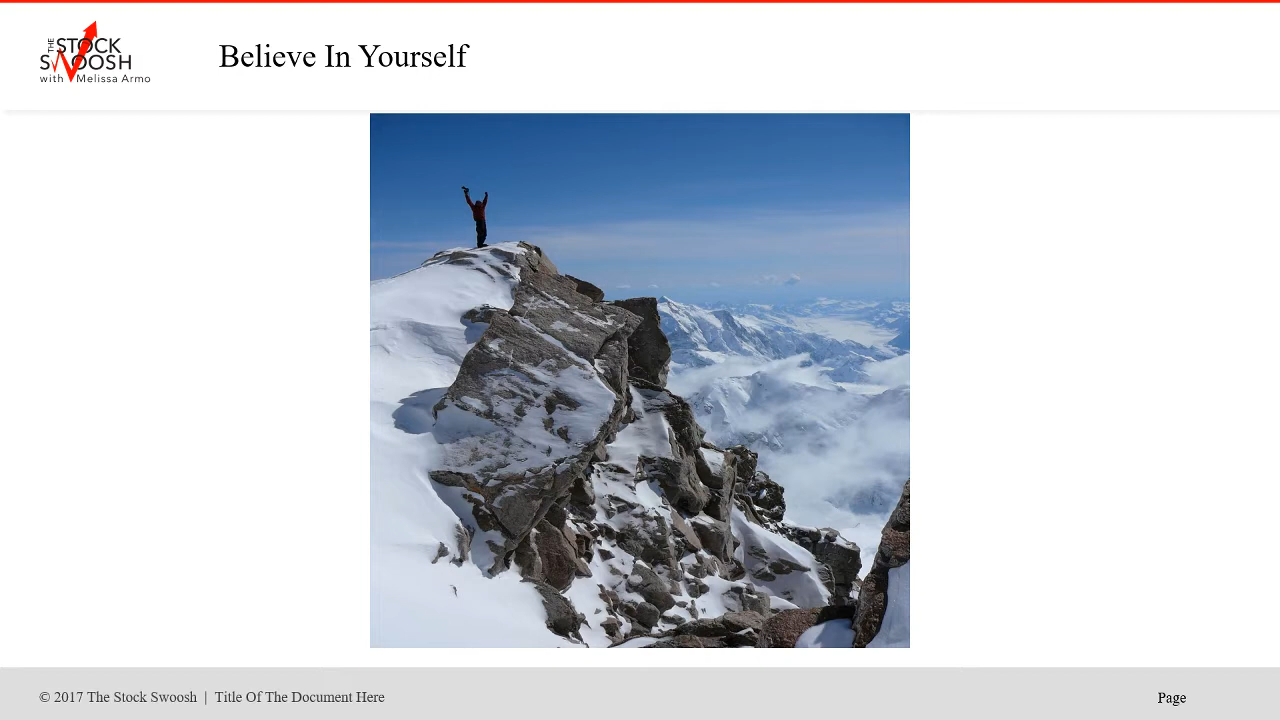 THE STOCK
SWOOSH
with Melissa Armo
Believe In Yourself
© 2017 The Stock Swoosh | Title Of The Document Here
Page